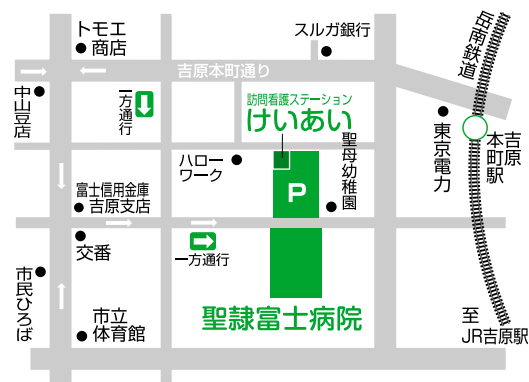 トモエ
商店
スルガ銀行
岳南鉄道
吉原本町通り
中山豆店
一方通行
訪問看護ステーション
けいあい
東京電力
吉原
本町駅
ハロー
ワーク
聖母幼稚園
富士信用金庫
吉原支店
P
交番
一方通行
市民ひろば
市立
体育館
聖隷富士病院
至
JR吉原駅